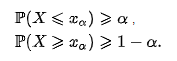 ℙ(X ⩽ x_α) ⩾ α,
ℙ(X ⩾ x_α) ⩾ 1 − α.